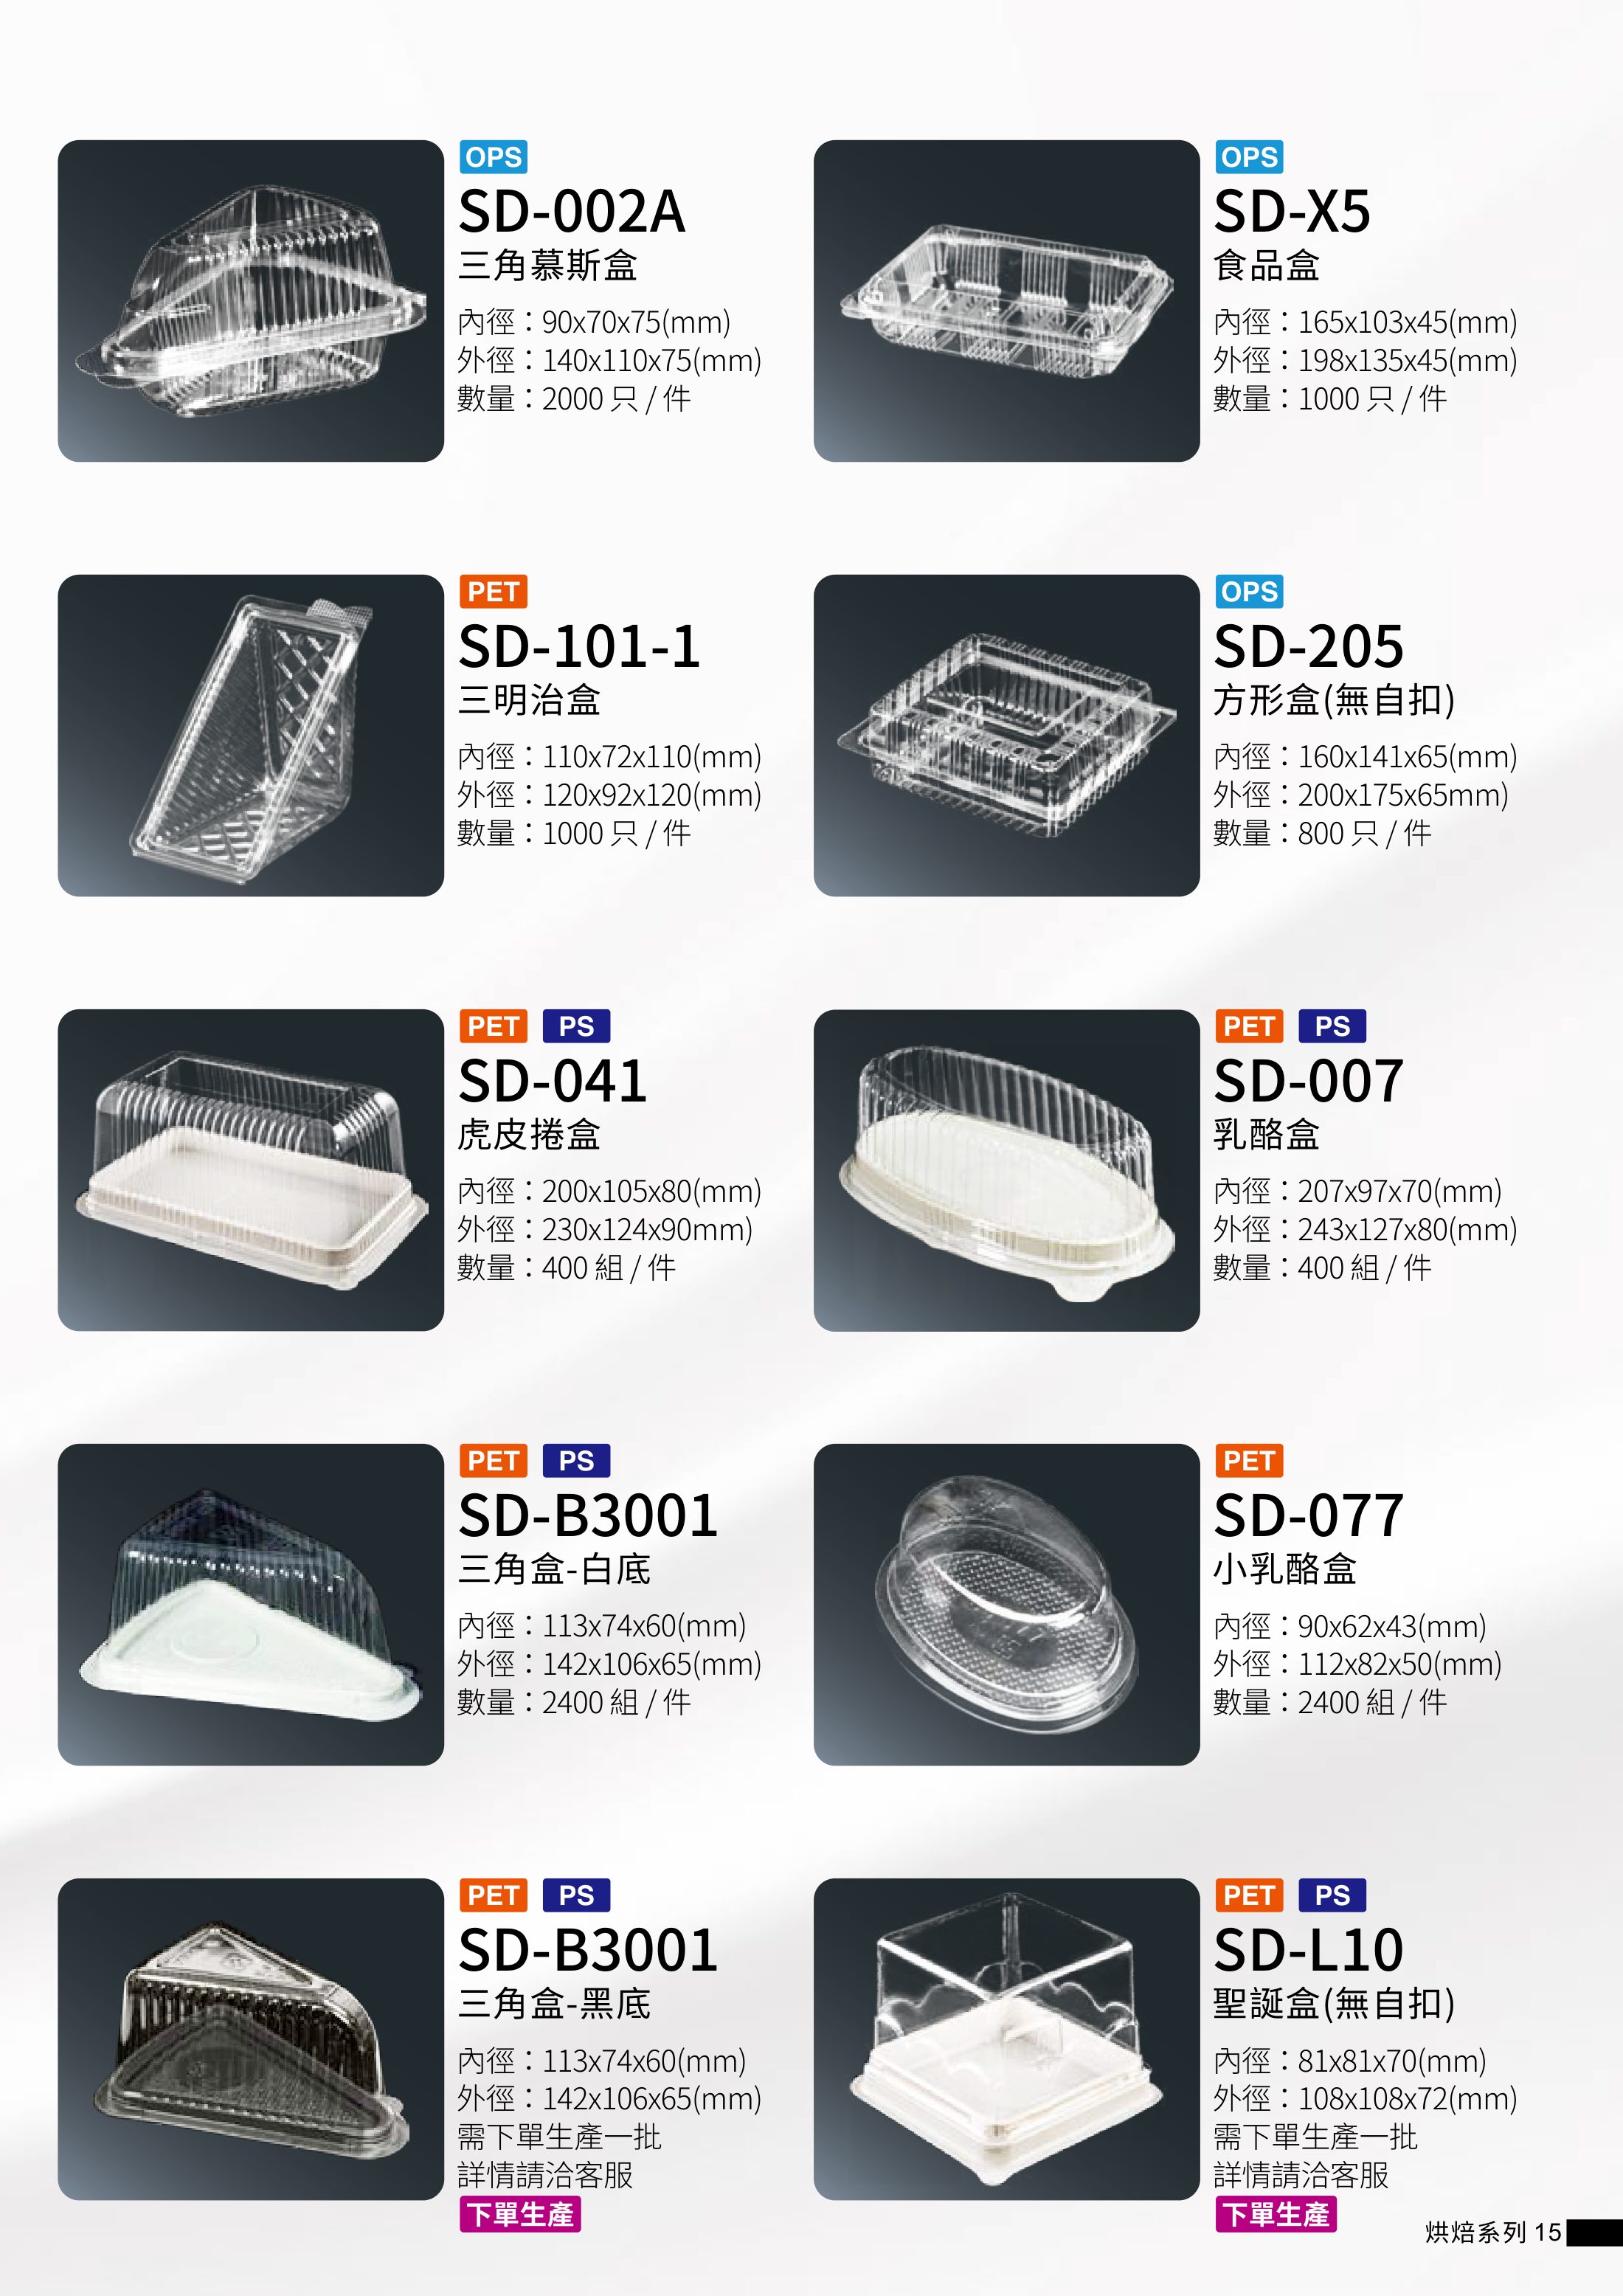 OPS
SD-002A
三角慕斯盒
內徑：90x70x75(mm)
外徑：140x110x75(mm)
數量：2000 只 / 件
OPS
SD-X5
食品盒
內徑：165x103x45(mm)
外徑：198x135x45(mm)
數量：1000 只 / 件
PET
SD-101-1
三明治盒
內徑：110x72x110(mm)
外徑：120x92x120(mm)
數量：1000 只 / 件
OPS
SD-205
方形盒(無自扣)
內徑：160x141x65(mm)
外徑：200x175x65mm)
數量：800 只 / 件
PET PS
SD-041
虎皮捲盒
內徑：200x105x80(mm)
外徑：230x124x90mm)
數量：400 組 / 件
PET PS
SD-007
乳酪盒
內徑：207x97x70(mm)
外徑：243x127x80(mm)
數量：400 組 / 件
PET PS
SD-B3001
三角盒-白底
內徑：113x74x60(mm)
外徑：142x106x65(mm)
數量：2400 組 / 件
PET
SD-077
小乳酪盒
內徑：90x62x43(mm)
外徑：112x82x50(mm)
數量：2400 組 / 件
PET PS
SD-B3001
三角盒-黑底
內徑：113x74x60(mm)
外徑：142x106x65(mm)
需下單生產一批
詳情請洽客服
下單生產
PET PS
SD-L10
聖誕盒(無自扣)
內徑：81x81x70(mm)
外徑：108x108x72(mm)
需下單生產一批
詳情請洽客服
下單生產
烘焙系列 15